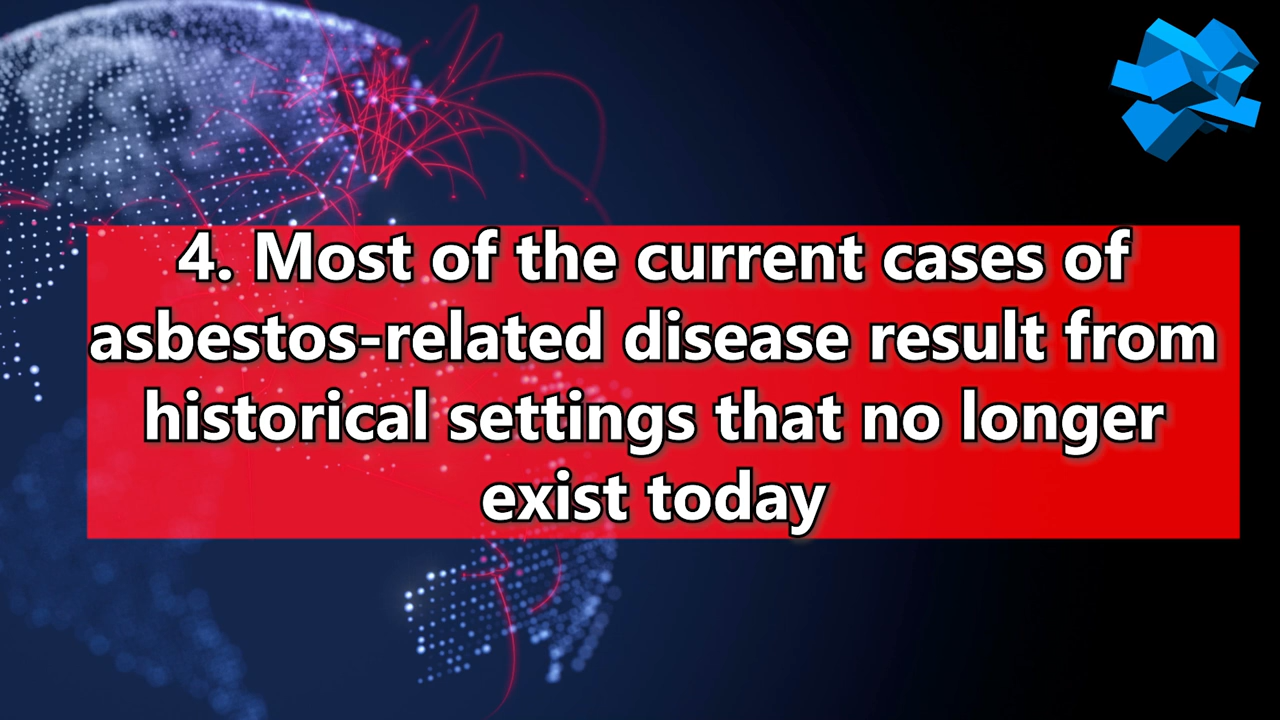 4. Most of the current cases of
asbestos-related disease result from
historical settings that no longer
exist today